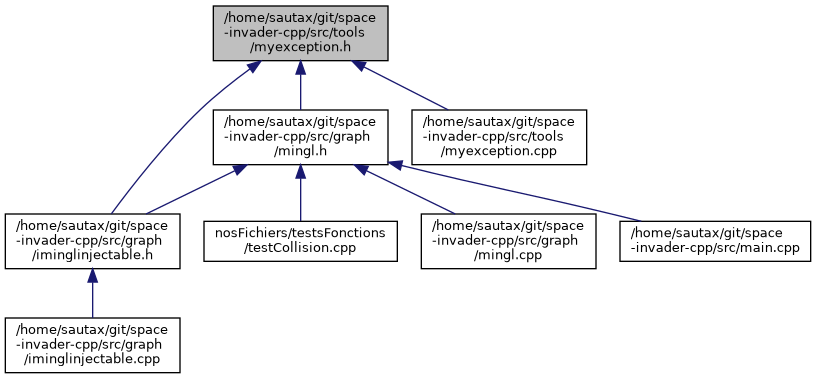 /home/sautax/git/space
-invader-cpp/src/tools
/myexception.h
/home/sautax/git/space
-invader-cpp/src/graph
/mingl.h
/home/sautax/git/space
-invader-cpp/src/tools
/myexception.cpp
/home/sautax/git/space
-invader-cpp/src/graph
/iminglinjectable.h
nosFichiers/testsFonctions
/testCollision.cpp
/home/sautax/git/space
-invader-cpp/src/graph
/mingl.cpp
/home/sautax/git/space
-invader-cpp/src/main.cpp
/home/sautax/git/space
-invader-cpp/src/graph
/iminglinjectable.cpp